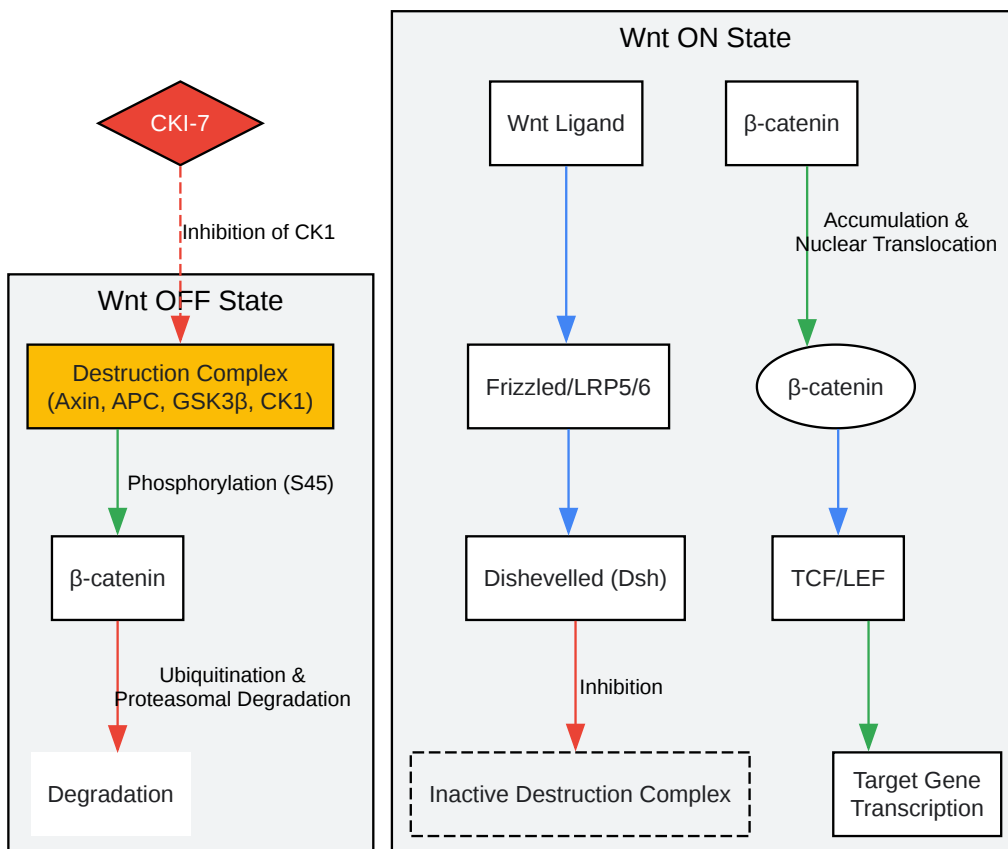 CKI-7
Inhibition of CK1
Wnt OFF State
Destruction Complex
(Axin, APC, GSK3β, CK1)
Phosphorylation (S45)
β-catenin
Ubiquitination &
Proteasomal Degradation
Degradation
Wnt ON State
Wnt Ligand
Frizzled/LRP5/6
Dishevelled (Dsh)
Inhibition
Inactive Destruction Complex
β-catenin
Accumulation &
Nuclear Translocation
β-catenin
TCF/LEF
Target Gene
Transcription